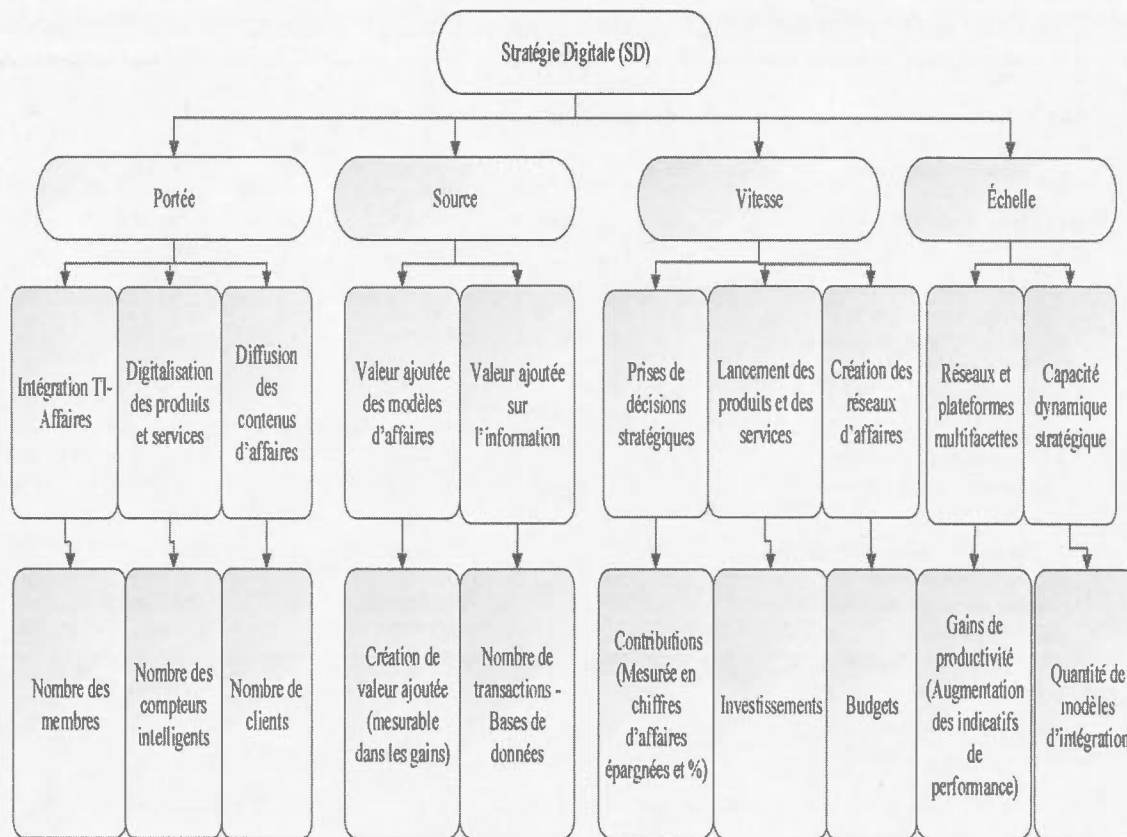 Stratégie Digitale (SD)
Portée
Source
Vitesse
Échelle
Intégration TI-
Affaires
Digitalisation
des produits
et services
Diffusion
des
contenus
d'affaires
Valeur ajoutée
des modèles
d'affaires
Valeur ajoutée
sur
l'information
Prises de
décisions
stratégiques
Lancement des
produits et des
services
Création des
réseaux
d'affaires
Réseaux et
plateformes
multifacettes
Capacité
dynamique
stratégique
Nombre des
membres
Nombre des
compteurs
intelligents
Nombre de
clients
Création de
valeur ajoutée
(mesurable
dans les gains)
Nombre de
transactions -
Bases de
données
Contributions
(Mesurée en
chiffres
d'affaires
épargnées et %)
Investissements
Budgets
Gains de
productivité
(Augmentation
des indicatifs
de
performance)
Quantité de
modèles
d'intégration